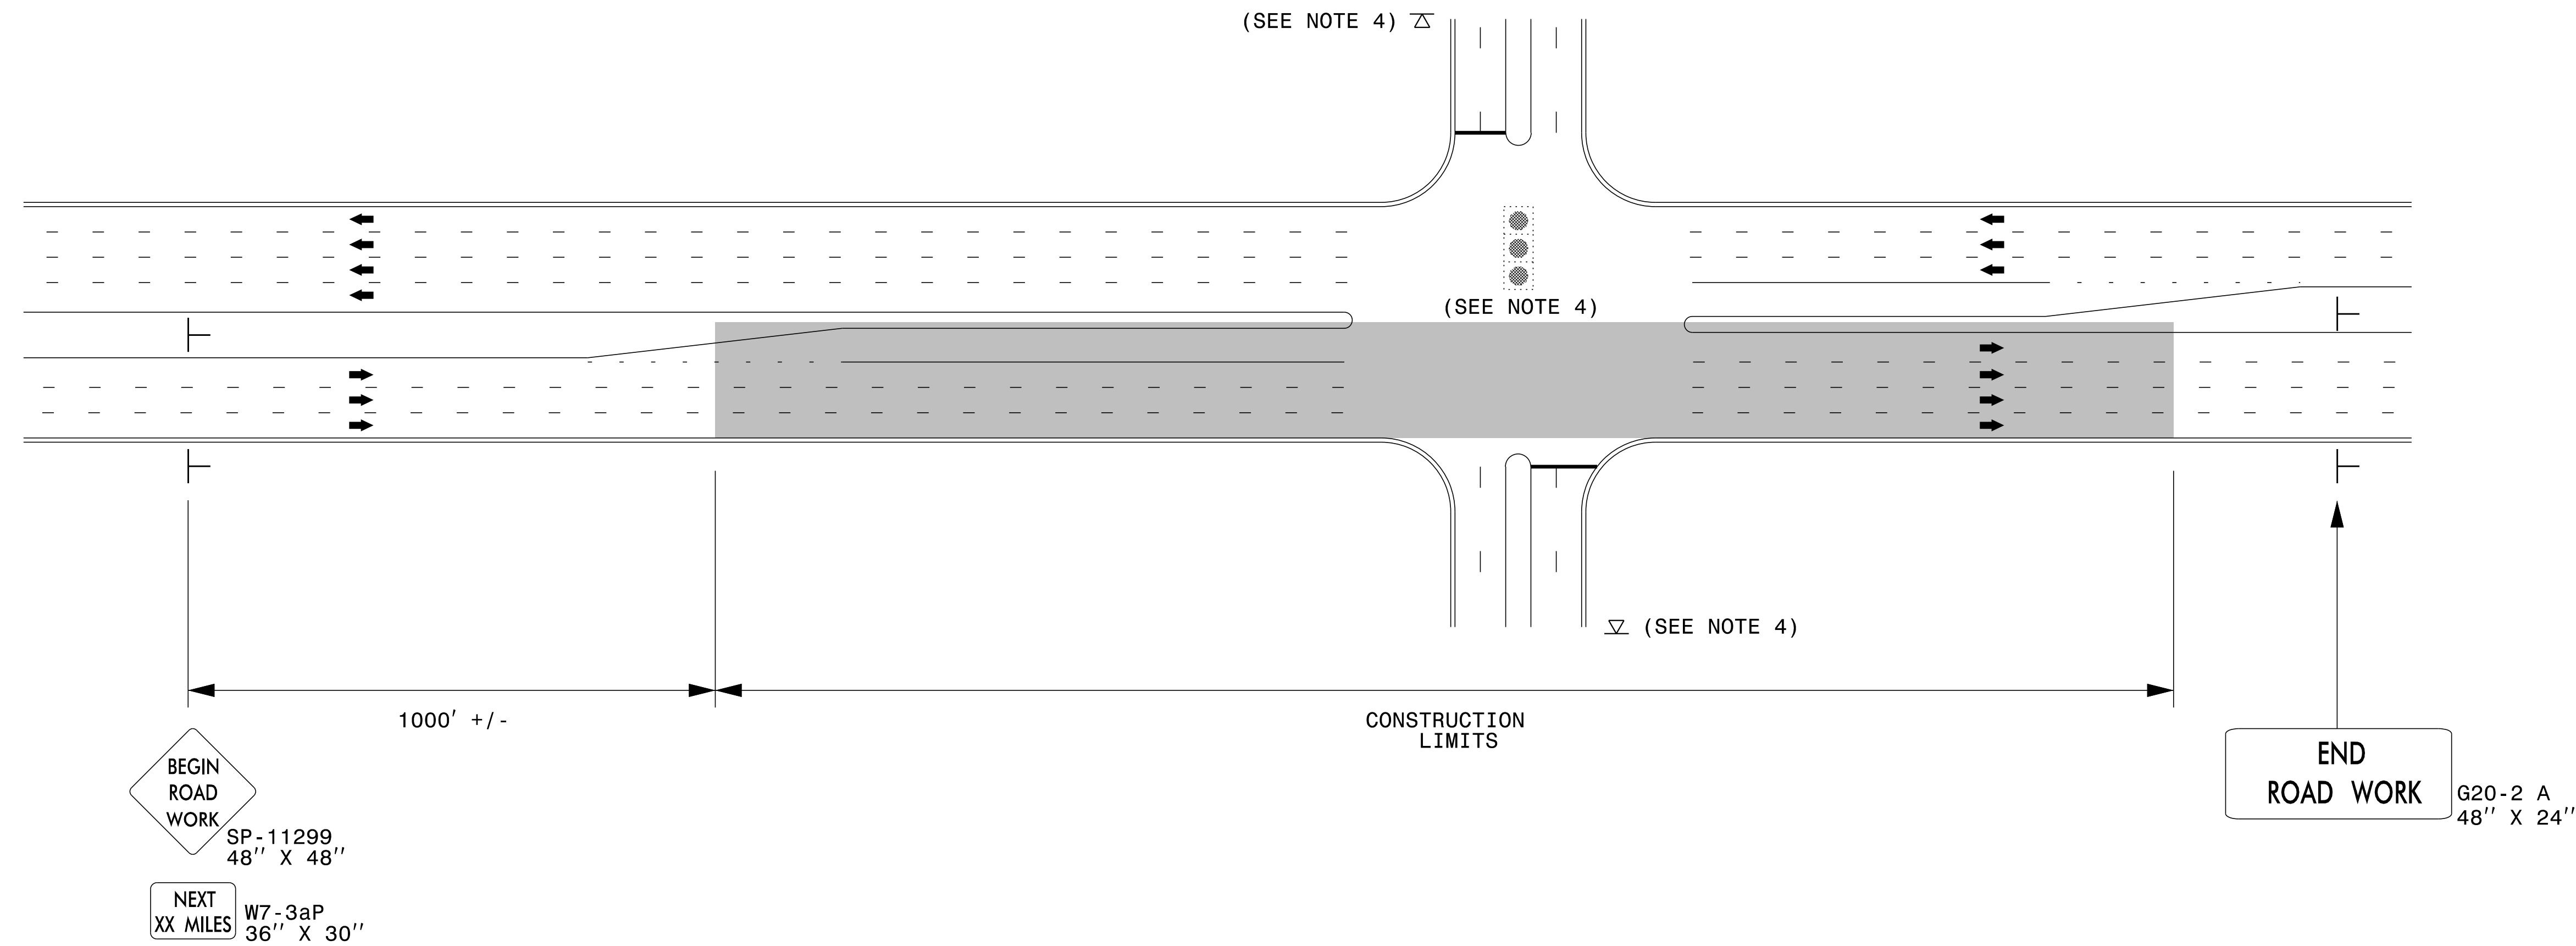 (SEE NOTE 4)
(SEE NOTE 4)
(SEE NOTE 4)
1000' +/-
CONSTRUCTION
LIMITS
BEGIN
ROAD
WORK
SP-11299
48'' X 48''
NEXT
XX MILES
W7-3aP
36'' X 30''
END
ROAD WORK
G20-2 A
48'' X 24''